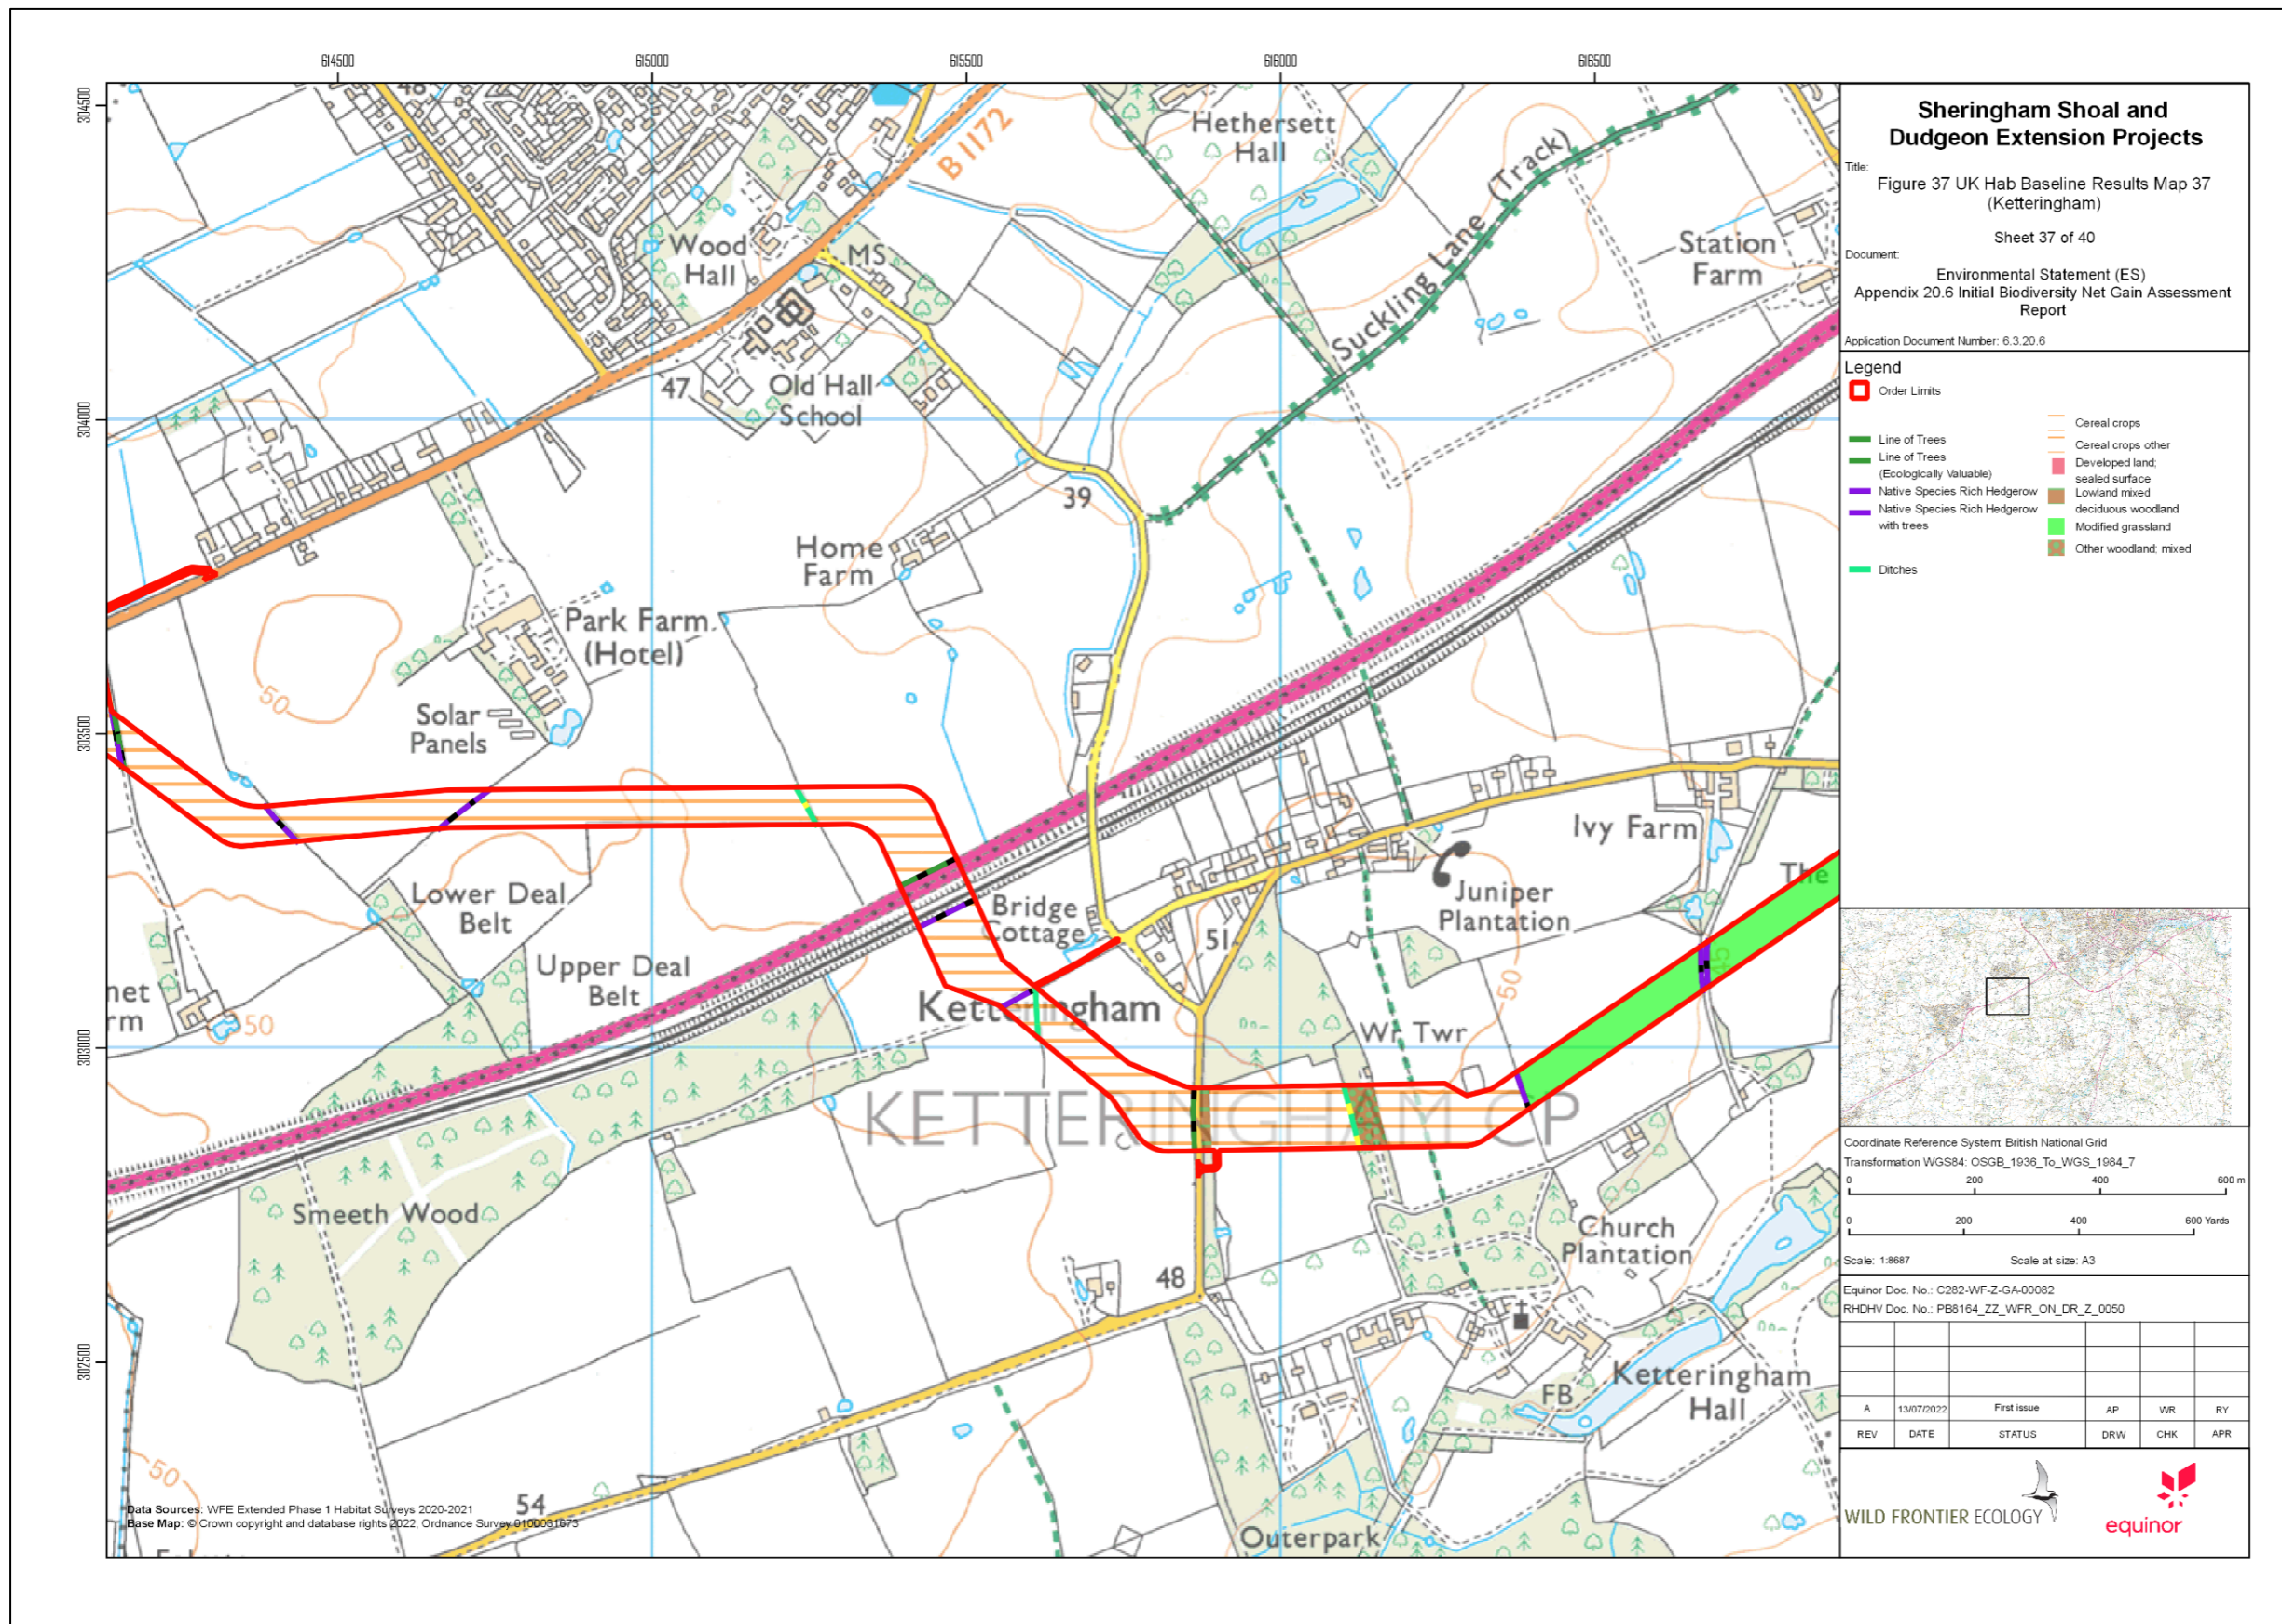 614500
615000
615500
616000
616500
304500
304000
303500
303000
302500
48
B 1172
Hethersett
Hall
Suckling Lane (Track)
Station
Farm
Wood
Hall
MS
47
Old Hall
School
39
Home
Farm
Park Farm
(Hotel)
50
Solar
Panels
Lower Deal
Belt
Upper Deal
Belt
net
rm
50
Bridge
Cottage
51
Ketteringham
Juniper
Plantation
Ivy Farm
The
50
Wr Twr
KETTERINGHAM CP
Smeeth Wood
Church
Plantation
48
Ketteringham
Hall
FB
50
54
Outerpark
Data Sources: WFE Extended Phase 1 Habitat Surveys 2020-2021
Base Map: © Crown copyright and database rights 2022, Ordnance Survey 0100031673
Sheringham Shoal and
Dudgeon Extension Projects
Title:
Figure 37 UK Hab Baseline Results Map 37
(Ketteringham)
Sheet 37 of 40
Document:
Environmental Statement (ES)
Appendix 20.6 Initial Biodiversity Net Gain Assessment
Report
Application Document Number: 6.3.20.6
Legend
Order Limits
Line of Trees
Line of Trees
(Ecologically Valuable)
Native Species Rich Hedgerow
Native Species Rich Hedgerow
with trees
Ditches
Cereal crops
Cereal crops other
Developed land;
sealed surface
Lowland mixed
deciduous woodland
Modified grassland
Other woodland; mixed
Coordinate Reference System: British National Grid
Transformation WGS84: OSGB_1936_To_WGS_1984_7
0 200 400 600 m
0 200 400 600 Yards
Scale: 1:8687 Scale at size: A3
Equinor Doc. No.: C282-WF-Z-GA-00082
RHDHV Doc. No.: PB8164_ZZ_WFR_ON_DR_Z_0050
A 13/07/2022 First issue AP WR RY
REV DATE STATUS DRW CHK APR
WILD FRONTIER ECOLOGY
equinor